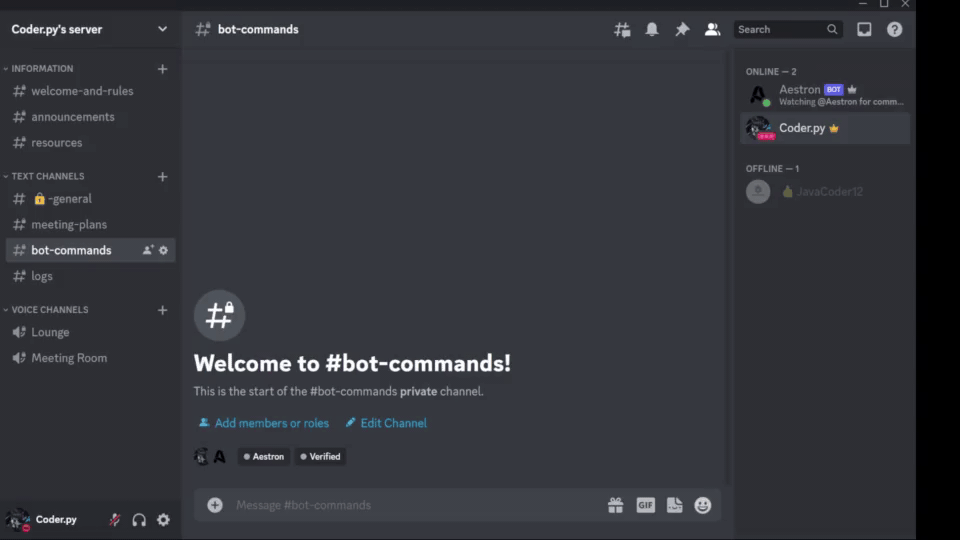 Coder.py's server
bot-commands
Search
INFORMATION
welcome-and-rules
announcements
resources
TEXT CHANNELS
-general
meeting-plans
bot-commands
logs
VOICE CHANNELS
Lounge
Meeting Room
Coder.py
Welcome to #bot-commands!
This is the start of the #bot-commands private channel.
Add members or roles Edit Channel
Aestron Verified
Message #bot-commands
GIF
ONLINE — 2
Aestron BOT
Watching @Aestron for comm...
Coder.py
OFFLINE — 1
JavaCoder12